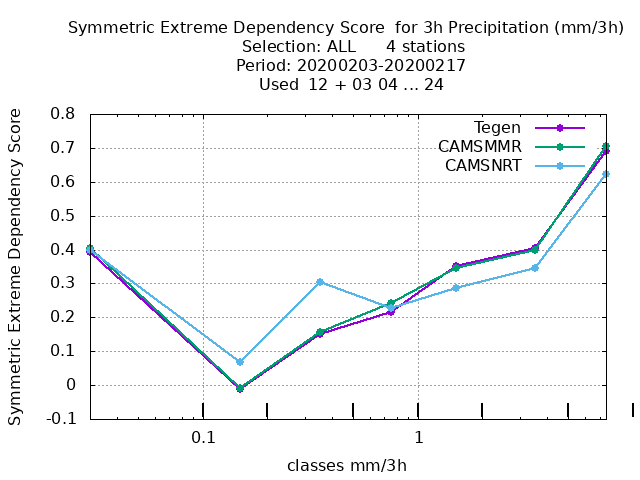 Symmetric Extreme Dependency Score  for 3h Precipitation (mm/3h)
Selection: ALL      4 stations
Period: 20200203-20200217
Used  12 + 03 04 ... 24
Symmetric Extreme Dependency Score
0.8
0.7
0.6
0.5
0.4
0.3
0.2
0.1
0
-0.1
Tegen
CAMSMMR
CAMSNRT
0.1
1
classes mm/3h